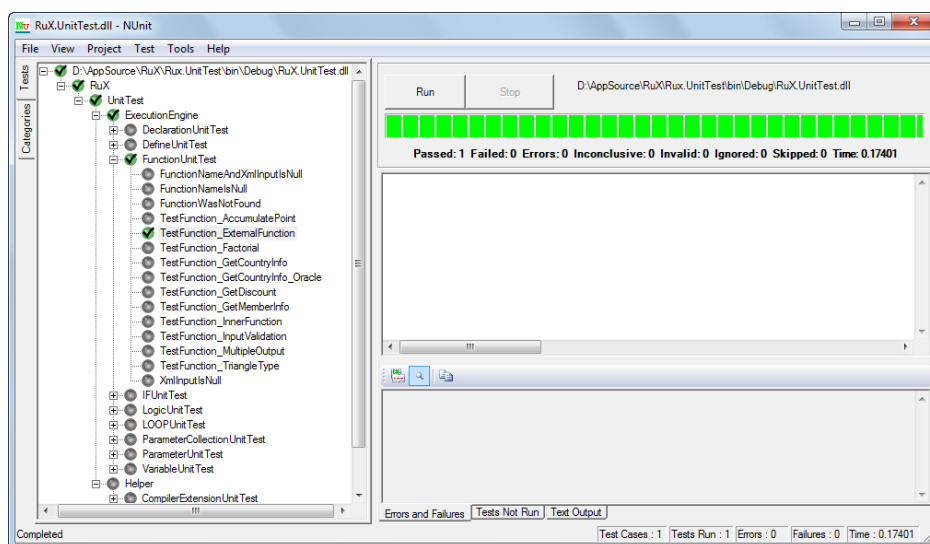 RuX.UnitTest.dll - NUnit
File View Project Test Tools Help
Tests
Categories
D:\AppSource\RuX\Rux.UnitTest\bin\Debug\RuX.UnitTest.dll
RuX
UnitTest
ExecutionEngine
DeclarationUnitTest
DefineUnitTest
FunctionUnitTest
FunctionNameAndXmlInputIsNull
FunctionNameIsNull
FunctionWasNotFound
TestFunction_AccumulatePoint
TestFunction_ExternalFunction
TestFunction_Factorial
TestFunction_GetCountryInfo
TestFunction_GetCountryInfo_Oracle
TestFunction_GetDiscount
TestFunction_GetMemberInfo
TestFunction_InnerFunction
TestFunction_InputValidation
TestFunction_MultipleOutput
TestFunction_TriangleType
XmlInputIsNull
IFUnitTest
LogicUnitTest
LOOPUnitTest
ParameterCollectionUnitTest
ParameterUnitTest
VariableUnitTest
Helper
CompilerExtensionUnitTest
Run Stop D:\AppSource\RuX\Rux.UnitTest\bin\Debug\RuX.UnitTest.dll
Passed: 1 Failed: 0 Errors: 0 Inconclusive: 0 Invalid: 0 Ignored: 0 Skipped: 0 Time: 0.17401
Errors and Failures Tests Not Run Text Output
Completed Test Cases : 1 Tests Run : 1 Errors : 0 Failures : 0 Time : 0.17401